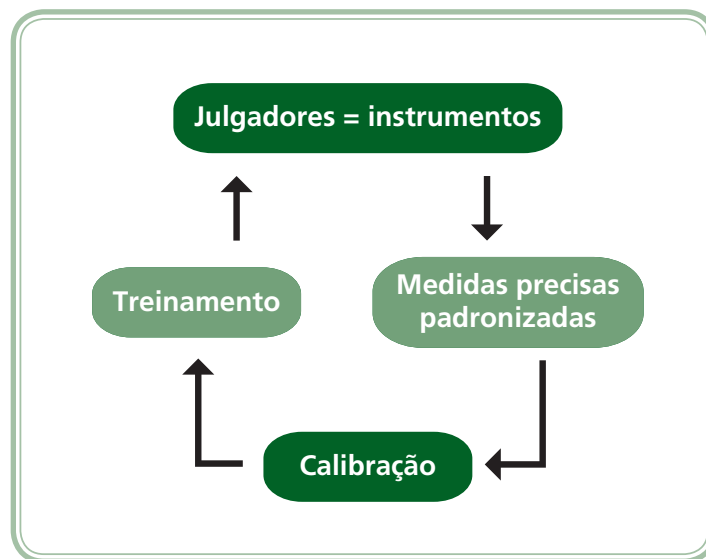 Julgadores = instrumentos
Treinamento
Medidas precisas
padronizadas
Calibração